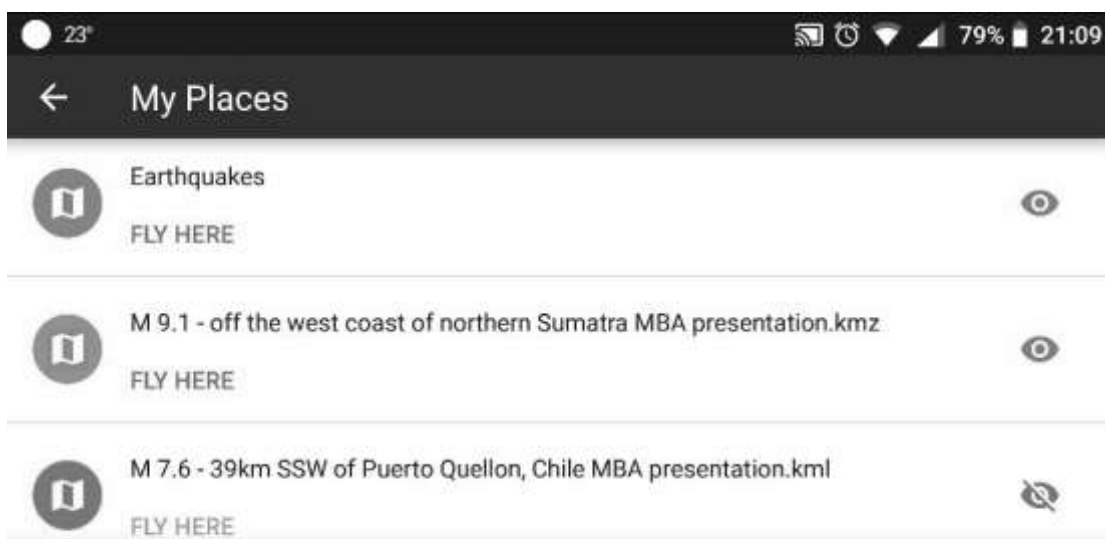 23°
79% 21:09
My Places
Earthquakes
FLY HERE
M 9.1 - off the west coast of northern Sumatra MBA presentation.kmz
FLY HERE
M 7.6 - 39km SSW of Puerto Quellon, Chile MBA presentation.kml
FLY HERE